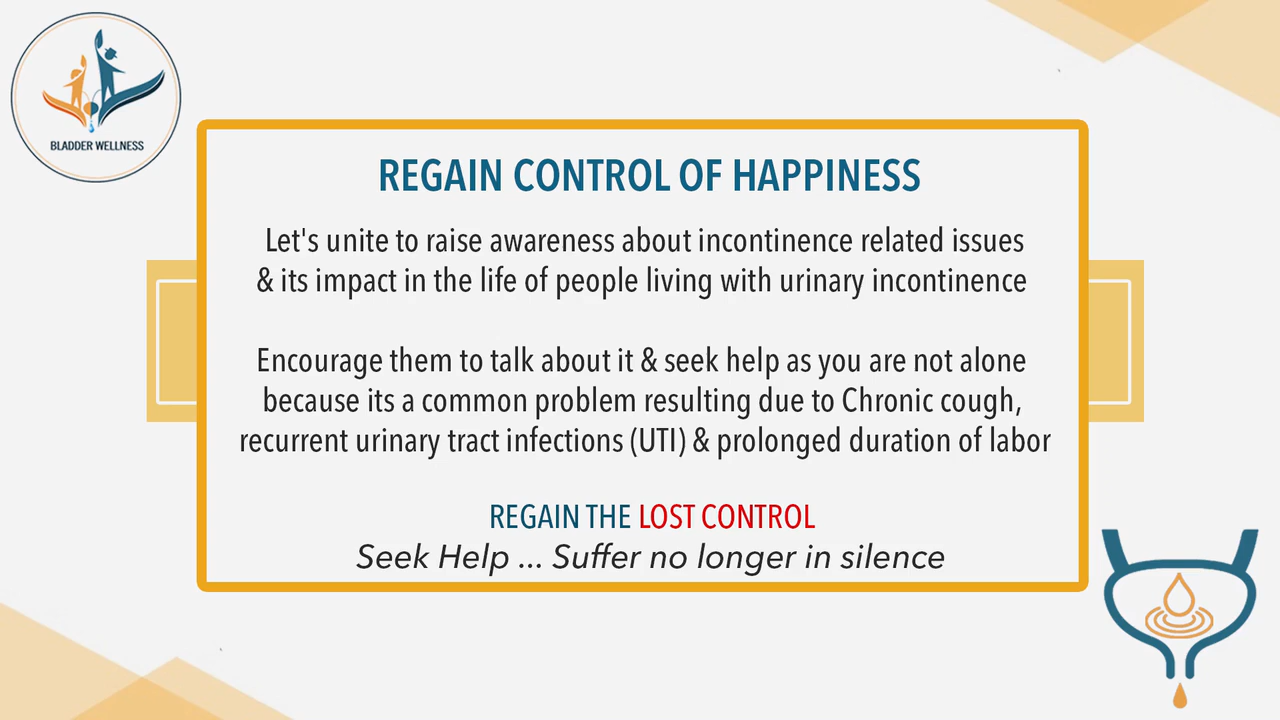 BLADDER WELLNESS
REGAIN CONTROL OF HAPPINESS
Let's unite to raise awareness about incontinence related issues
& its impact in the life of people living with urinary incontinence
Encourage them to talk about it & seek help as you are not alone
because its a common problem resulting due to Chronic cough,
recurrent urinary tract infections (UTI) & prolonged duration of labor
REGAIN THE LOST CONTROL
Seek Help ... Suffer no longer in silence